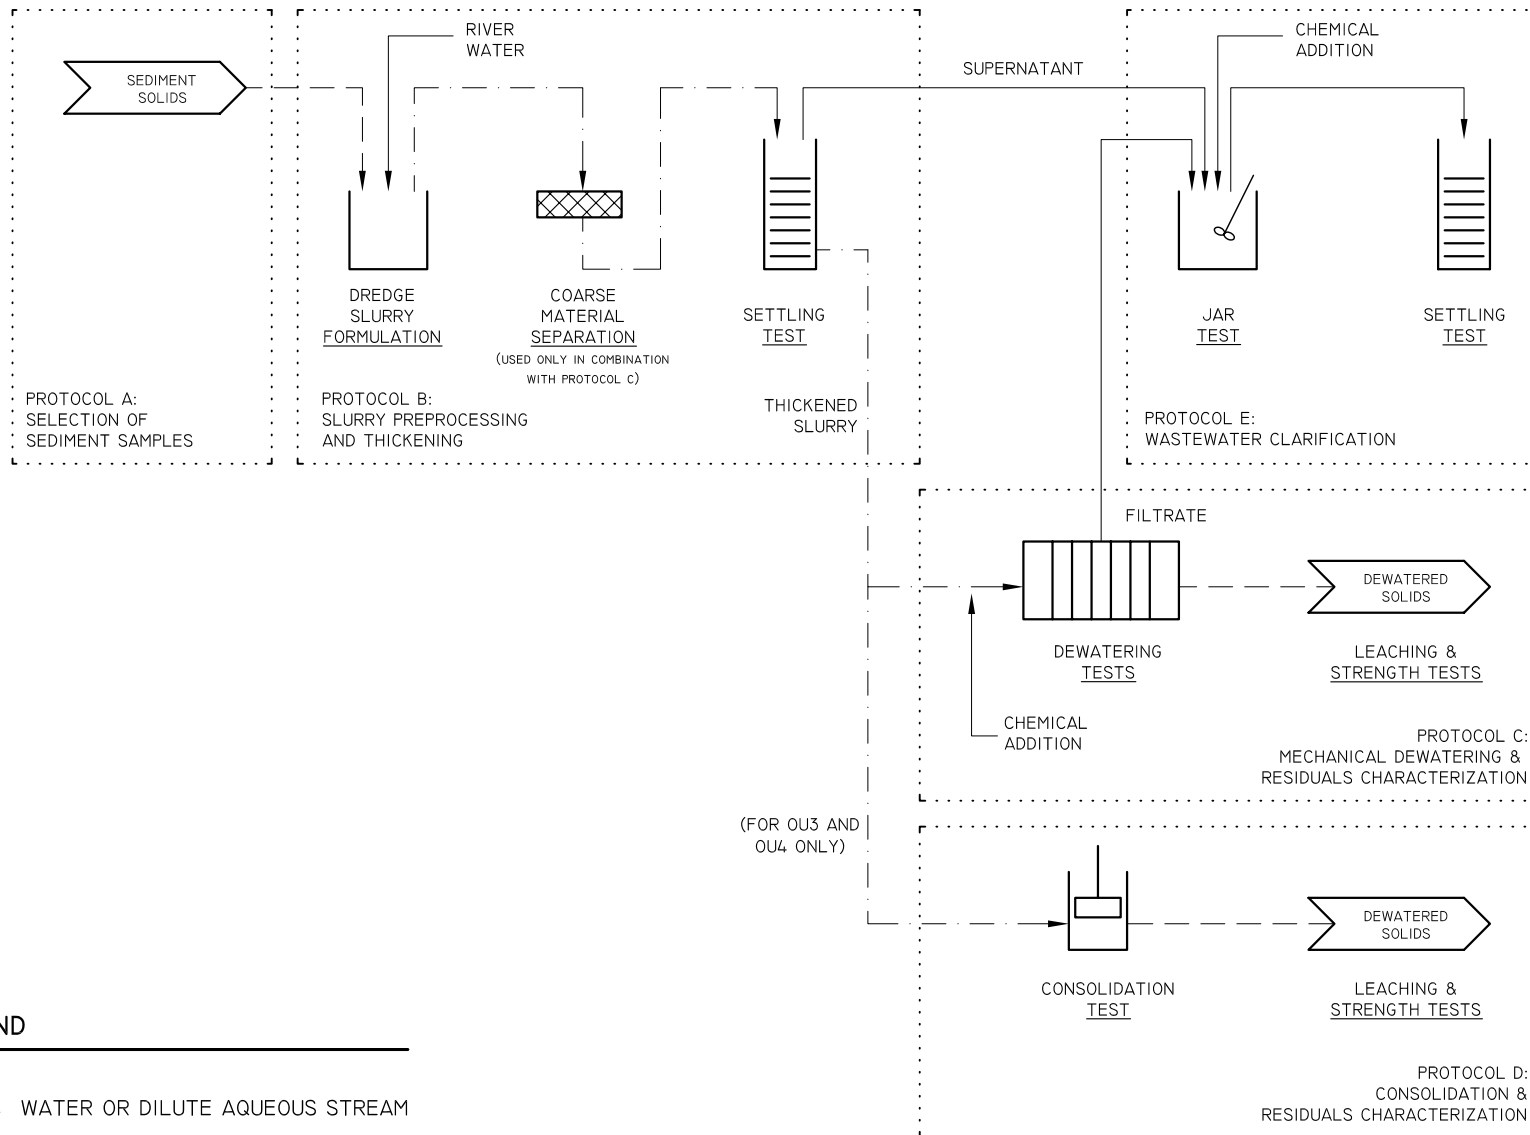 SEDIMENT
SOLIDS
RIVER
WATER
DREDGE
SLURRY
FORMULATION
COARSE
MATERIAL
SEPARATION
(USED ONLY IN COMBINATION
WITH PROTOCOL C)
SETTLING
TEST
SUPERNATANT
CHEMICAL
ADDITION
JAR
TEST
SETTLING
TEST
PROTOCOL A:
SELECTION OF
SEDIMENT SAMPLES
PROTOCOL B:
SLURRY PREPROCESSING
AND THICKENING
THICKENED
SLURRY
PROTOCOL E:
WASTEWATER CLARIFICATION
FILTRATE
DEWATERED
SOLIDS
DEWATERING
TESTS
LEACHING &
STRENGTH TESTS
CHEMICAL
ADDITION
PROTOCOL C:
MECHANICAL DEWATERING &
RESIDUALS CHARACTERIZATION
(FOR OU3 AND
OU4 ONLY)
DEWATERED
SOLIDS
CONSOLIDATION
TEST
LEACHING &
STRENGTH TESTS
PROTOCOL D:
CONSOLIDATION &
RESIDUALS CHARACTERIZATION
ND
WATER OR DILUTE AQUEOUS STREAM